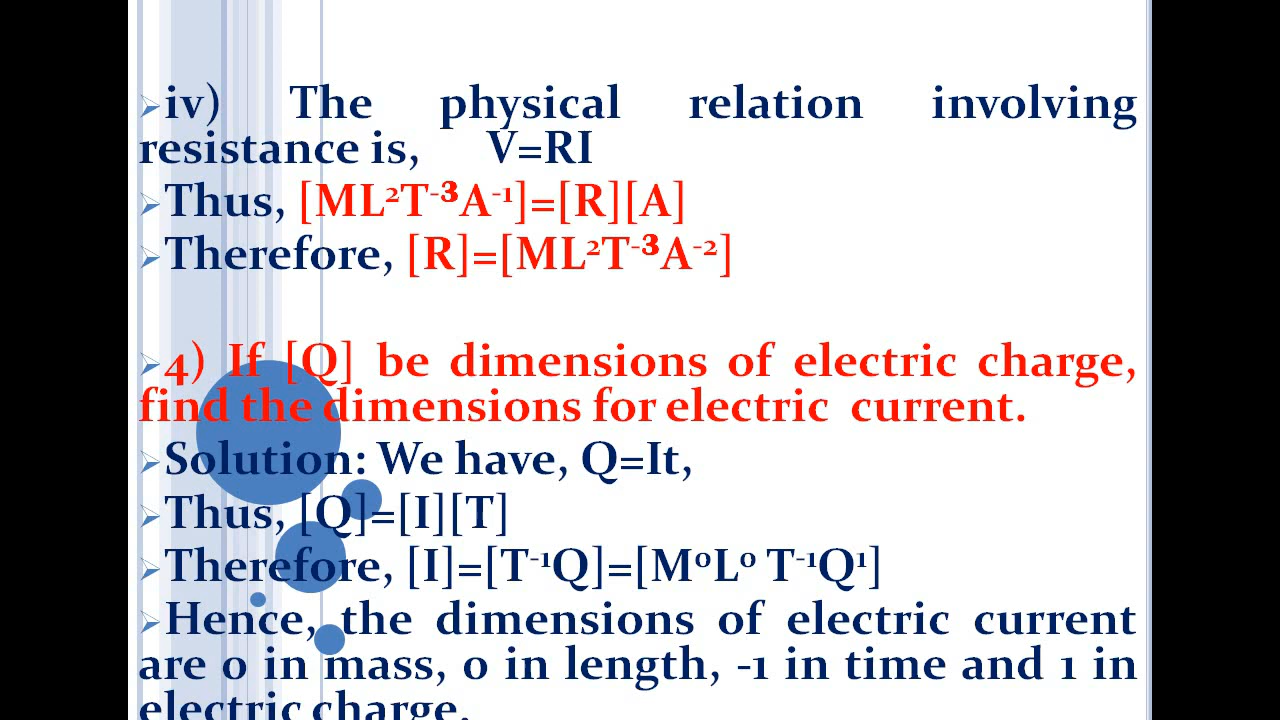 ➢iv) The physical relation involving
resistance is, V=RI
➢Thus, [ML²T⁻³A⁻¹]=[R][A]
➢Therefore, [R]=[ML²T⁻³A⁻²]
➢4) If [Q] be dimensions of electric charge,
find the dimensions for electric current.
➢Solution: We have, Q=It,
➢Thus, [Q]=[I][T]
➢Therefore, [I]=[T⁻¹Q]=[M⁰L⁰ T⁻¹Q¹]
➢Hence, the dimensions of electric current
are 0 in mass, 0 in length, -1 in time and 1 in
electric charge.